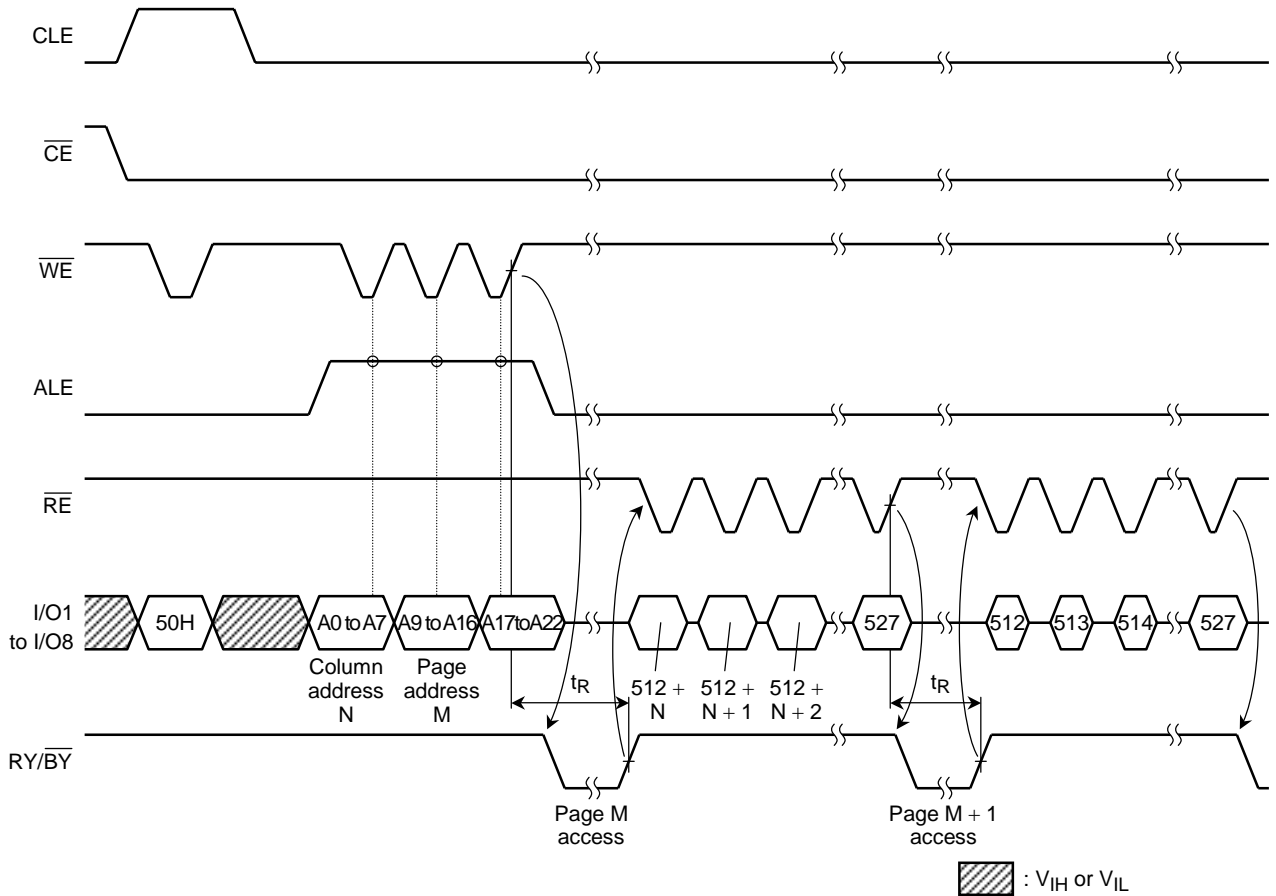 CLE
CE
WE
ALE
RE
I/O1
to I/O8
50H
A0 to A7
A9 to A16
A17 to A22
527
512
513
514
527
Column
address
N
Page
address
M
tR
512 +
N
512 +
N + 1
512 +
N + 2
tR
RY/BY
Page M
access
Page M + 1
access
: VIH or VIL